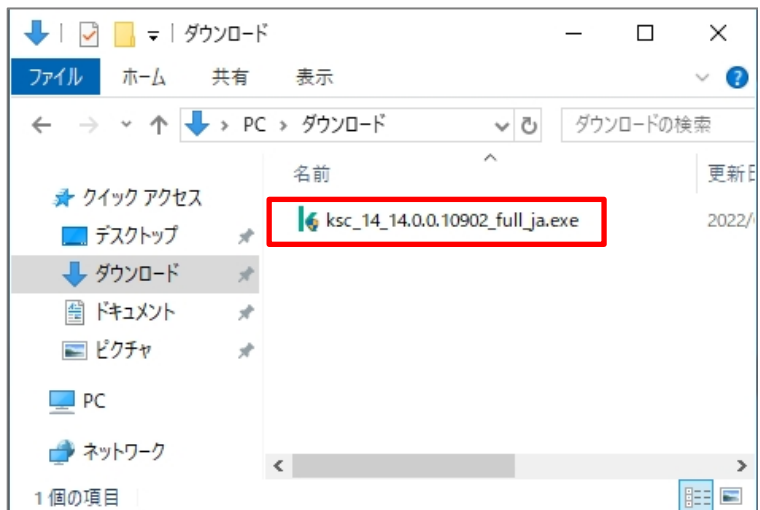 ダウンロード
ファイル ホーム 共有 表示
PC ダウンロード ダウンロードの検索
名前 更新日
クイック アクセス
ksc_14_14.0.0.10902_full_ja.exe 2022/
デスクトップ
ダウンロード
ドキュメント
ピクチャ
PC
ネットワーク
1 個の項目